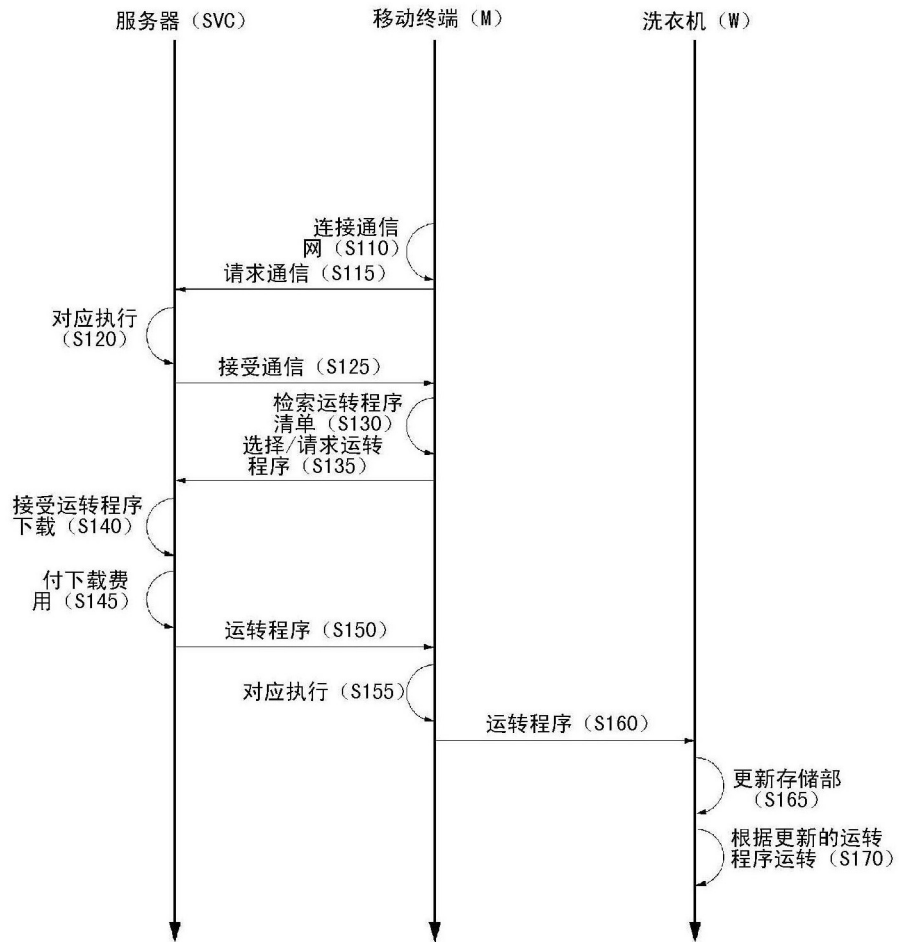 服务器（SVC）
移动终端（M）
洗衣机（W）
连接通信
网（S110）
请求通信（S115）
对应执行
（S120）
接受通信（S125）
检索运转程序
清单（S130）
选择/请求运转
程序（S135）
接受运转程序
下载（S140）
付下载费
用（S145）
运转程序（S150）
对应执行（S155）
运转程序（S160）
更新存储部
（S165）
根据更新的运转
程序运转（S170）